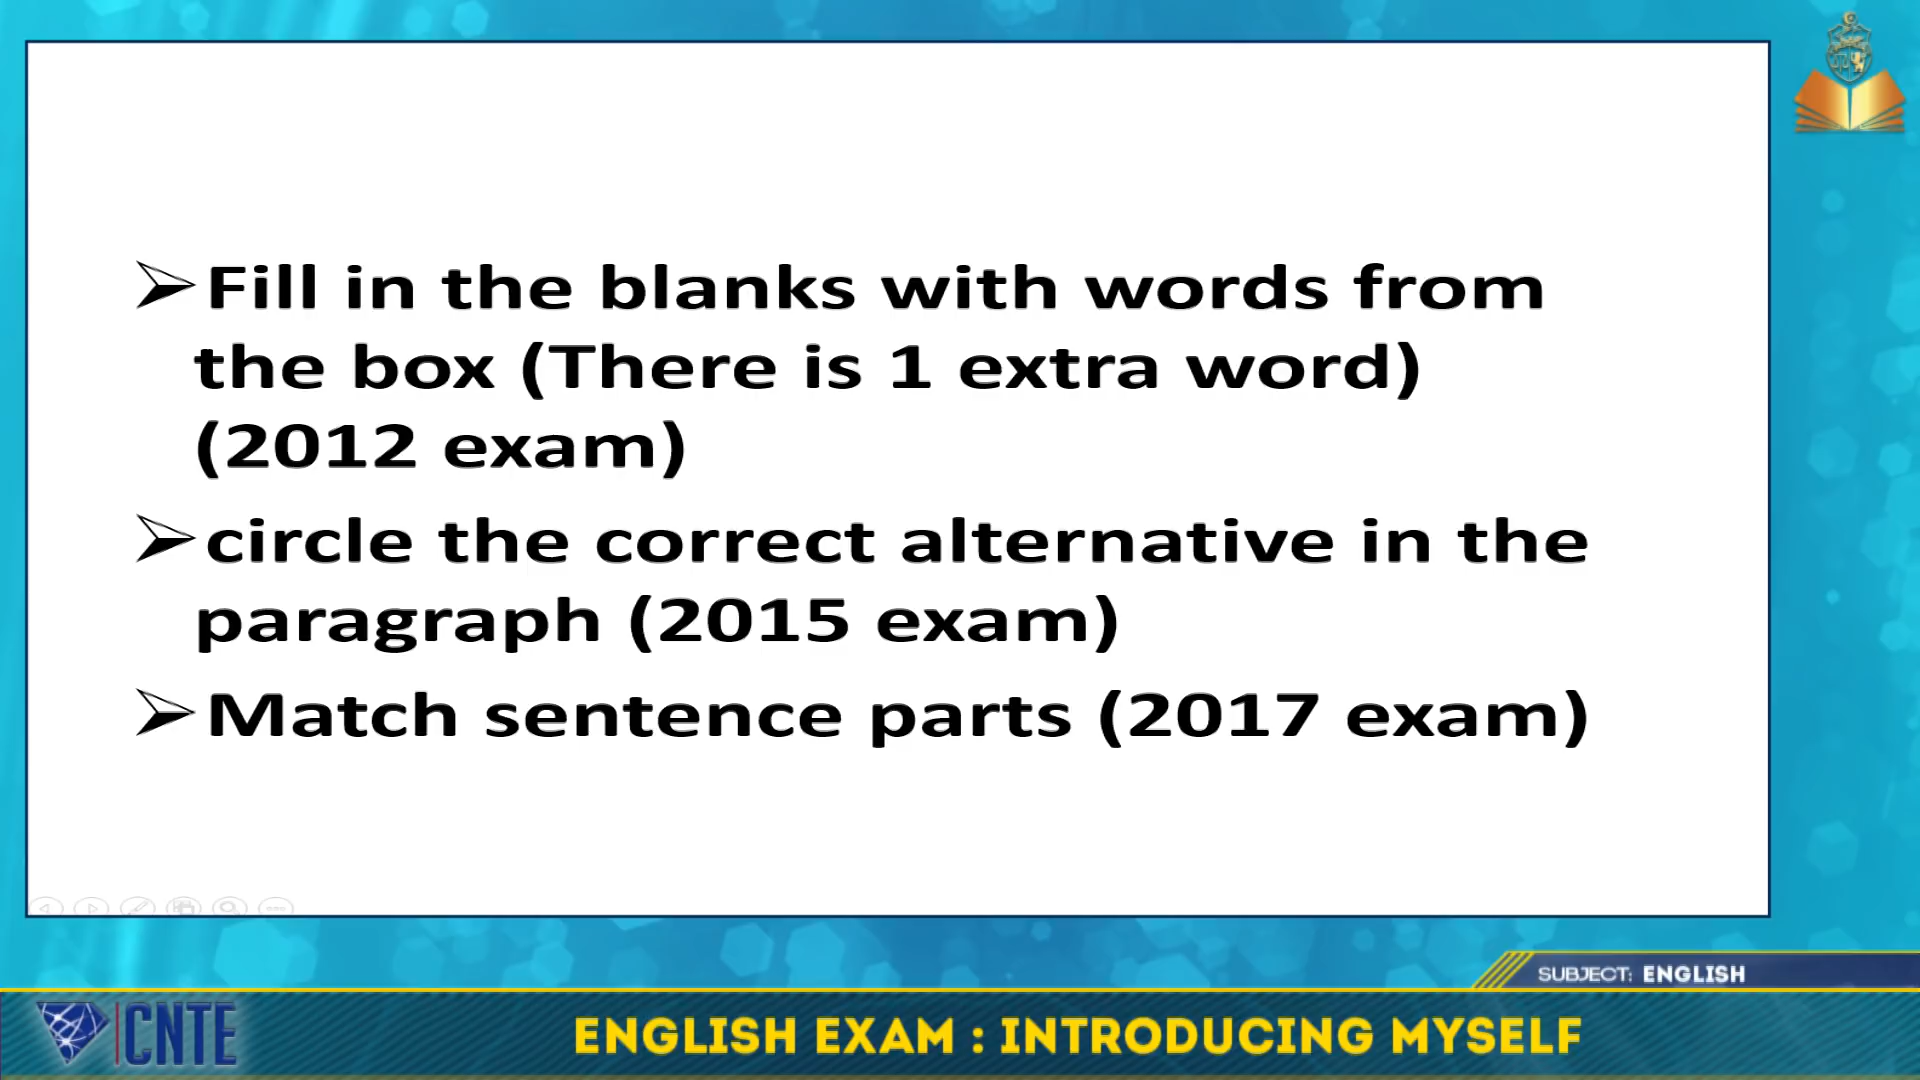 ➢Fill in the blanks with words from
the box (There is 1 extra word)
(2012 exam)
➢circle the correct alternative in the
paragraph (2015 exam)
➢Match sentence parts (2017 exam)
SUBJECT: ENGLISH
CNTE
ENGLISH EXAM : INTRODUCING MYSELF